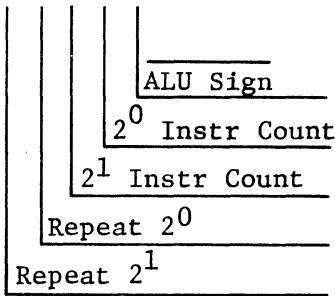 ALU Sign
2⁰ Instr Count
2¹ Instr Count
Repeat 2⁰
Repeat 2¹